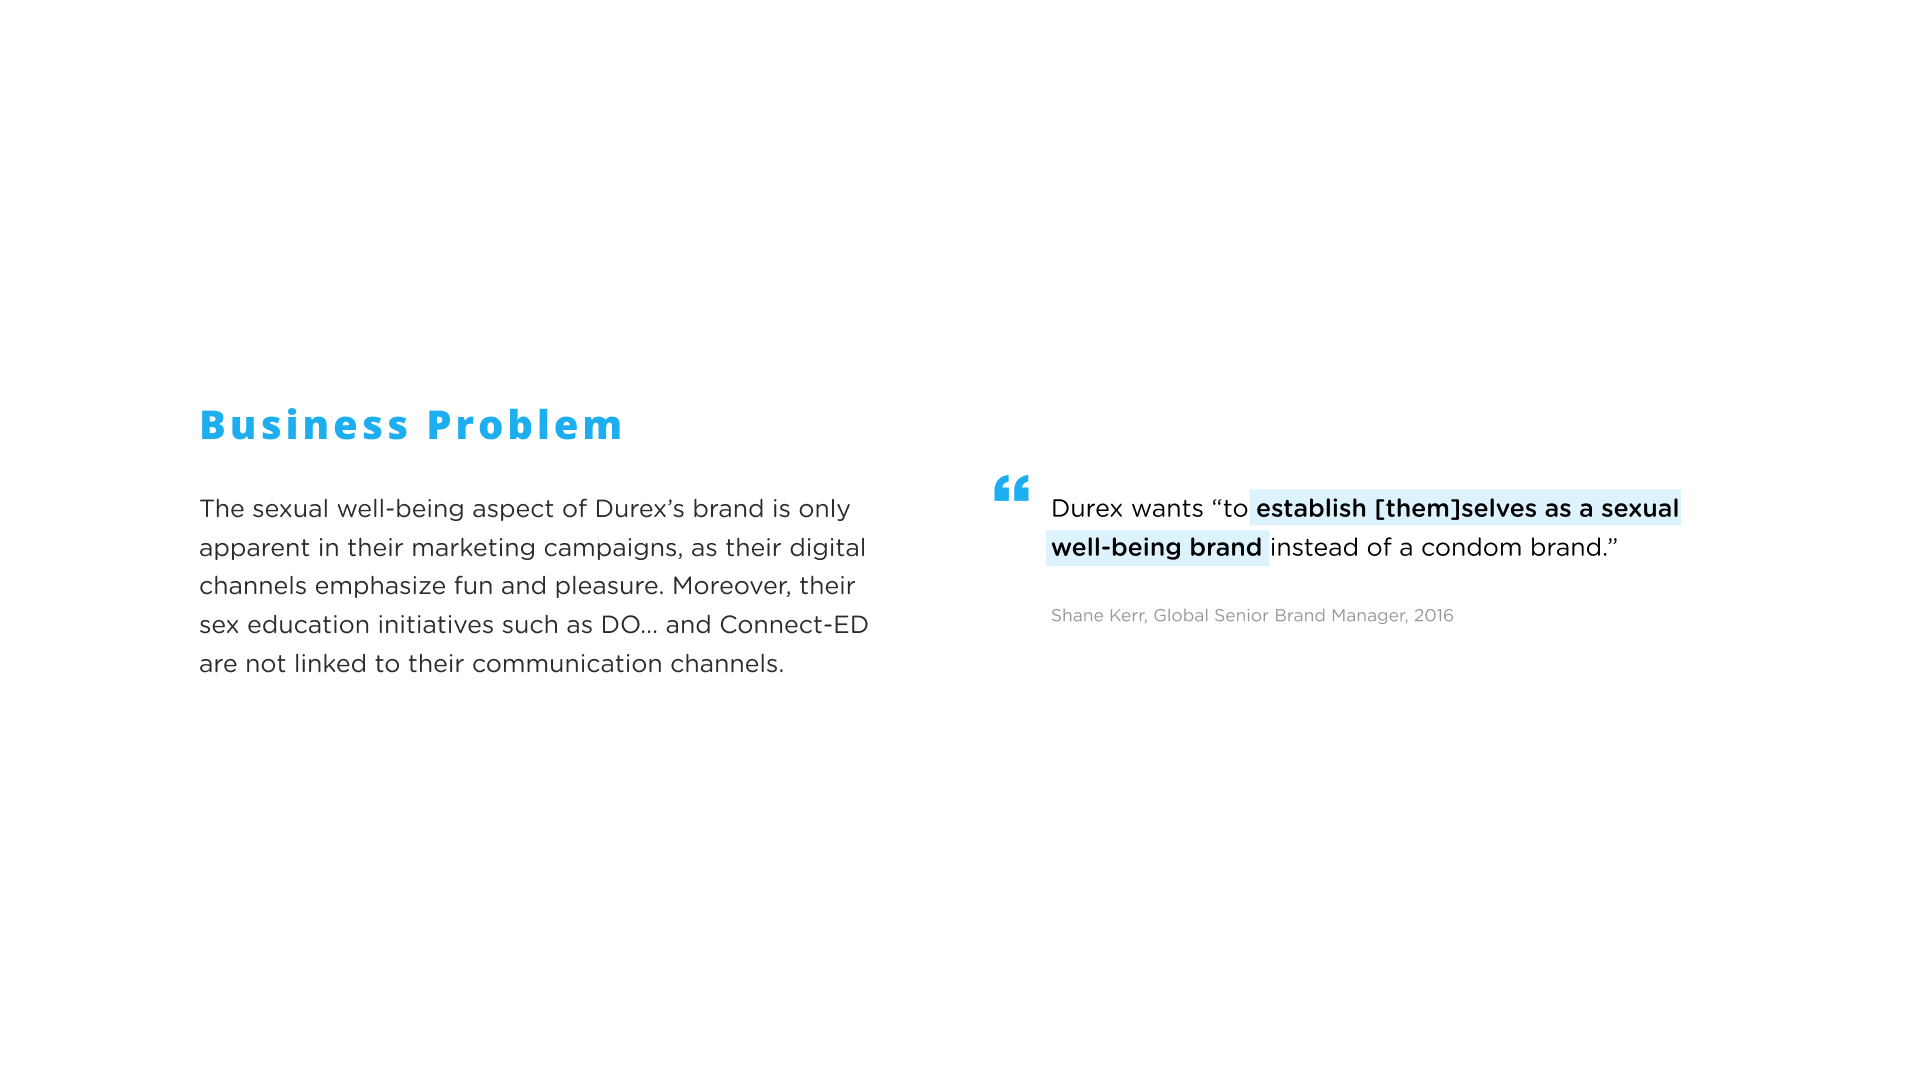 Business Problem
The sexual well-being aspect of Durex’s brand is only
apparent in their marketing campaigns, as their digital
channels emphasize fun and pleasure. Moreover, their
sex education initiatives such as DO... and Connect-ED
are not linked to their communication channels.
“
Durex wants “to establish [them]selves as a sexual
well-being brand instead of a condom brand.”
Shane Kerr, Global Senior Brand Manager, 2016